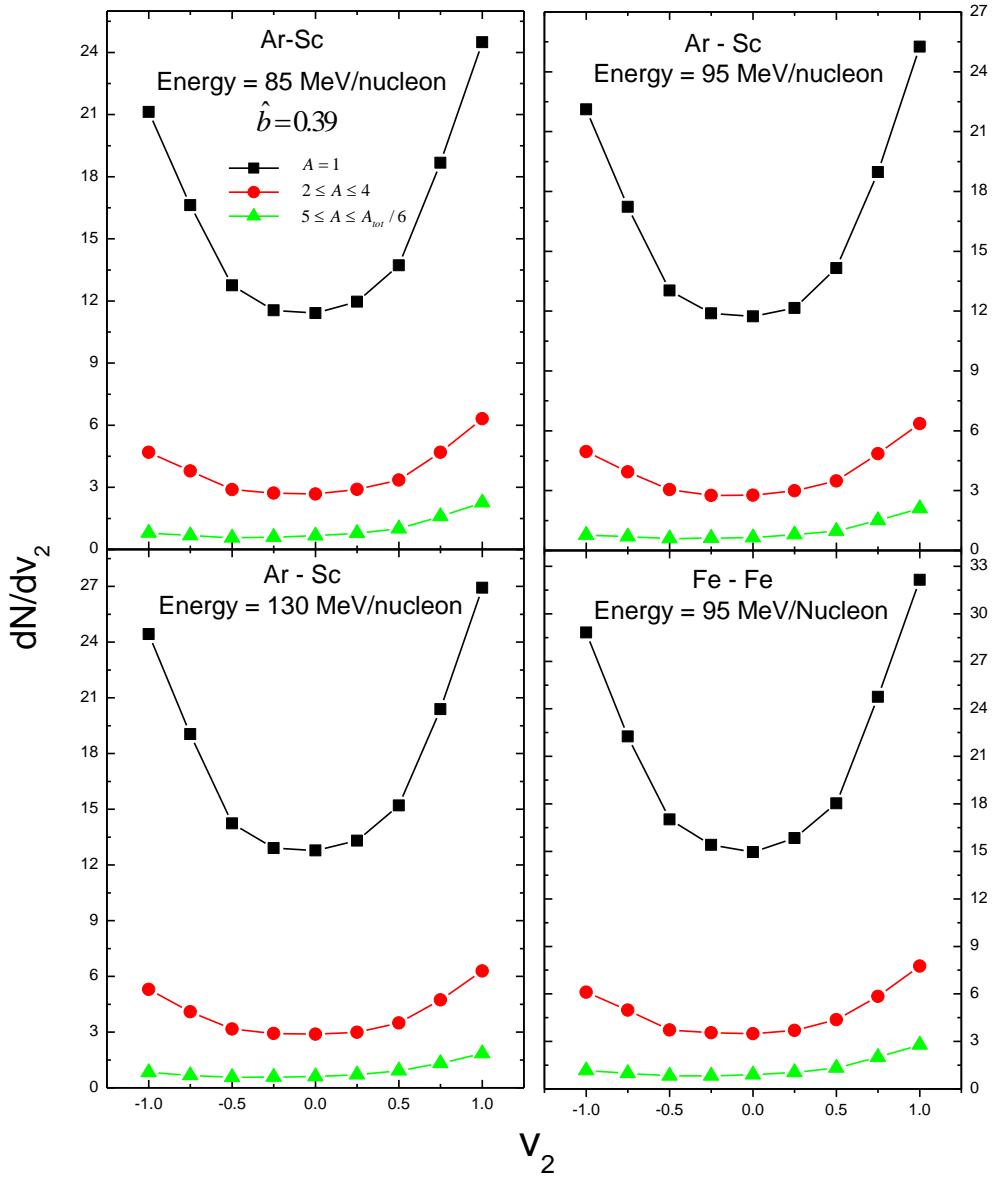 Ar-Sc
Energy = 85 MeV/nucleon
b̂=0.39
A = 1
2 ≤ A ≤ 4
5 ≤ A ≤ A_tot / 6
24
21
18
15
12
9
6
3
0
Ar - Sc
Energy = 95 MeV/nucleon
27
24
21
18
15
12
9
6
3
0
dN/dv_2
Ar - Sc
Energy = 130 MeV/nucleon
27
24
21
18
15
12
9
6
3
0
-1.0 -0.5 0.0 0.5 1.0
Fe - Fe
Energy = 95 MeV/Nucleon
33
30
27
24
21
18
15
12
9
6
3
0
-1.0 -0.5 0.0 0.5 1.0
v_2